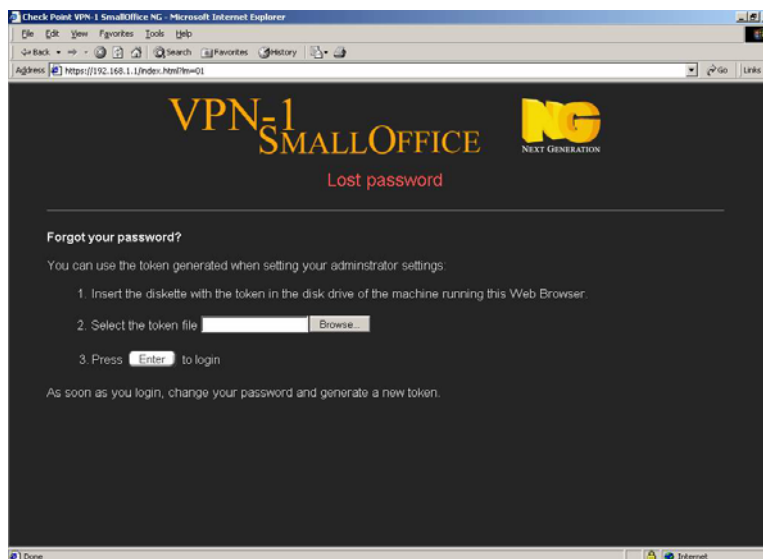 Check Point VPN-1 SmallOffice NG - Microsoft Internet Explorer
File Edit View Favorites Tools Help
Back Search Favorites History
Address https://192.168.1.1/index.html?lm=01 Go Links
VPN-1
SMALLOFFICE
NG
NEXT GENERATION
Lost password
Forgot your password?
You can use the token generated when setting your adminstrator settings:
1. Insert the diskette with the token in the disk drive of the machine running this Web Browser.
2. Select the token file Browse...
3. Press Enter to login
As soon as you login, change your password and generate a new token.
Done Internet